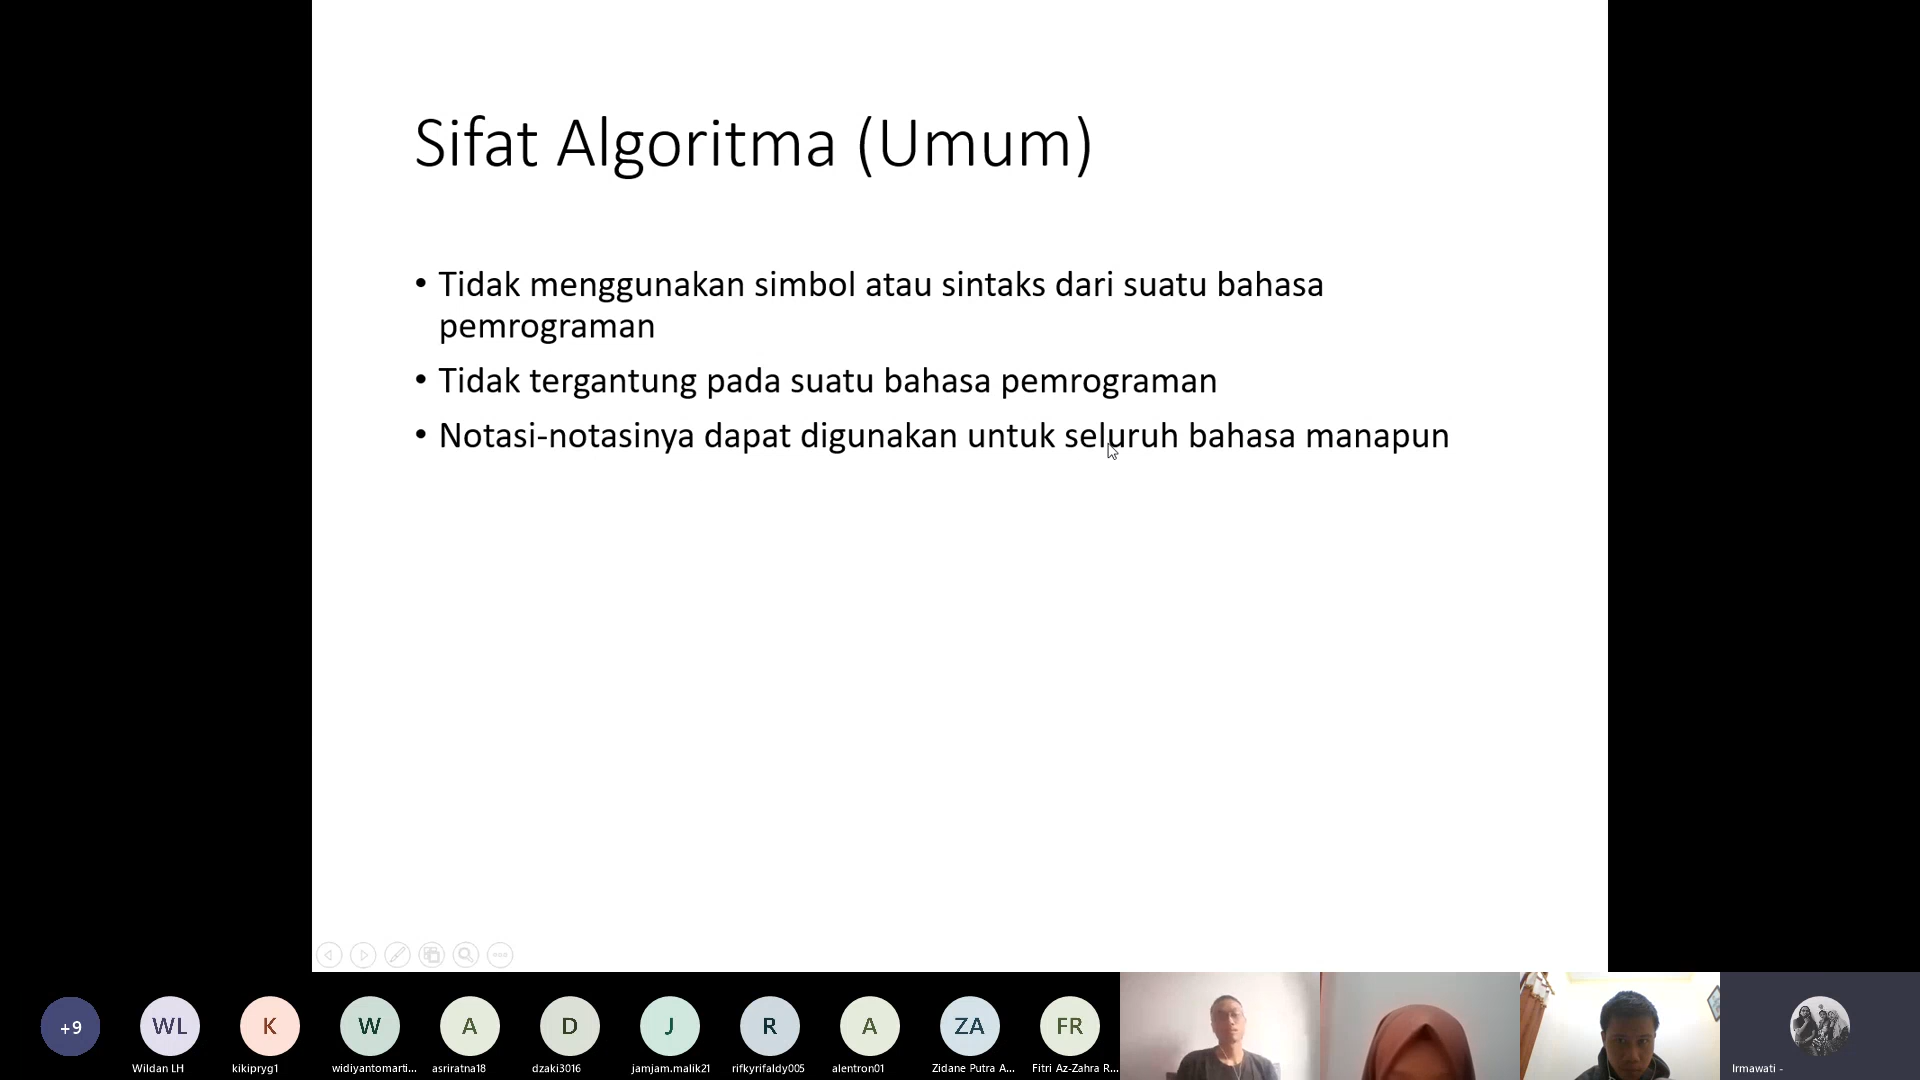 Sifat Algoritma (Umum)
• Tidak menggunakan simbol atau sintaks dari suatu bahasa
pemrograman
• Tidak tergantung pada suatu bahasa pemrograman
• Notasi-notasinya dapat digunakan untuk seluruh bahasa manapun
+9
WL
K
W
A
D
J
R
A
ZA
FR
Wildan LH
kikipryg1
widiyantomarti...
asriratna18
dzaki3016
jamjam.malik21
rifkyrifaldy005
alentron01
Zidane Putra A...
Fitri Az-Zahra R...
Irmawati -